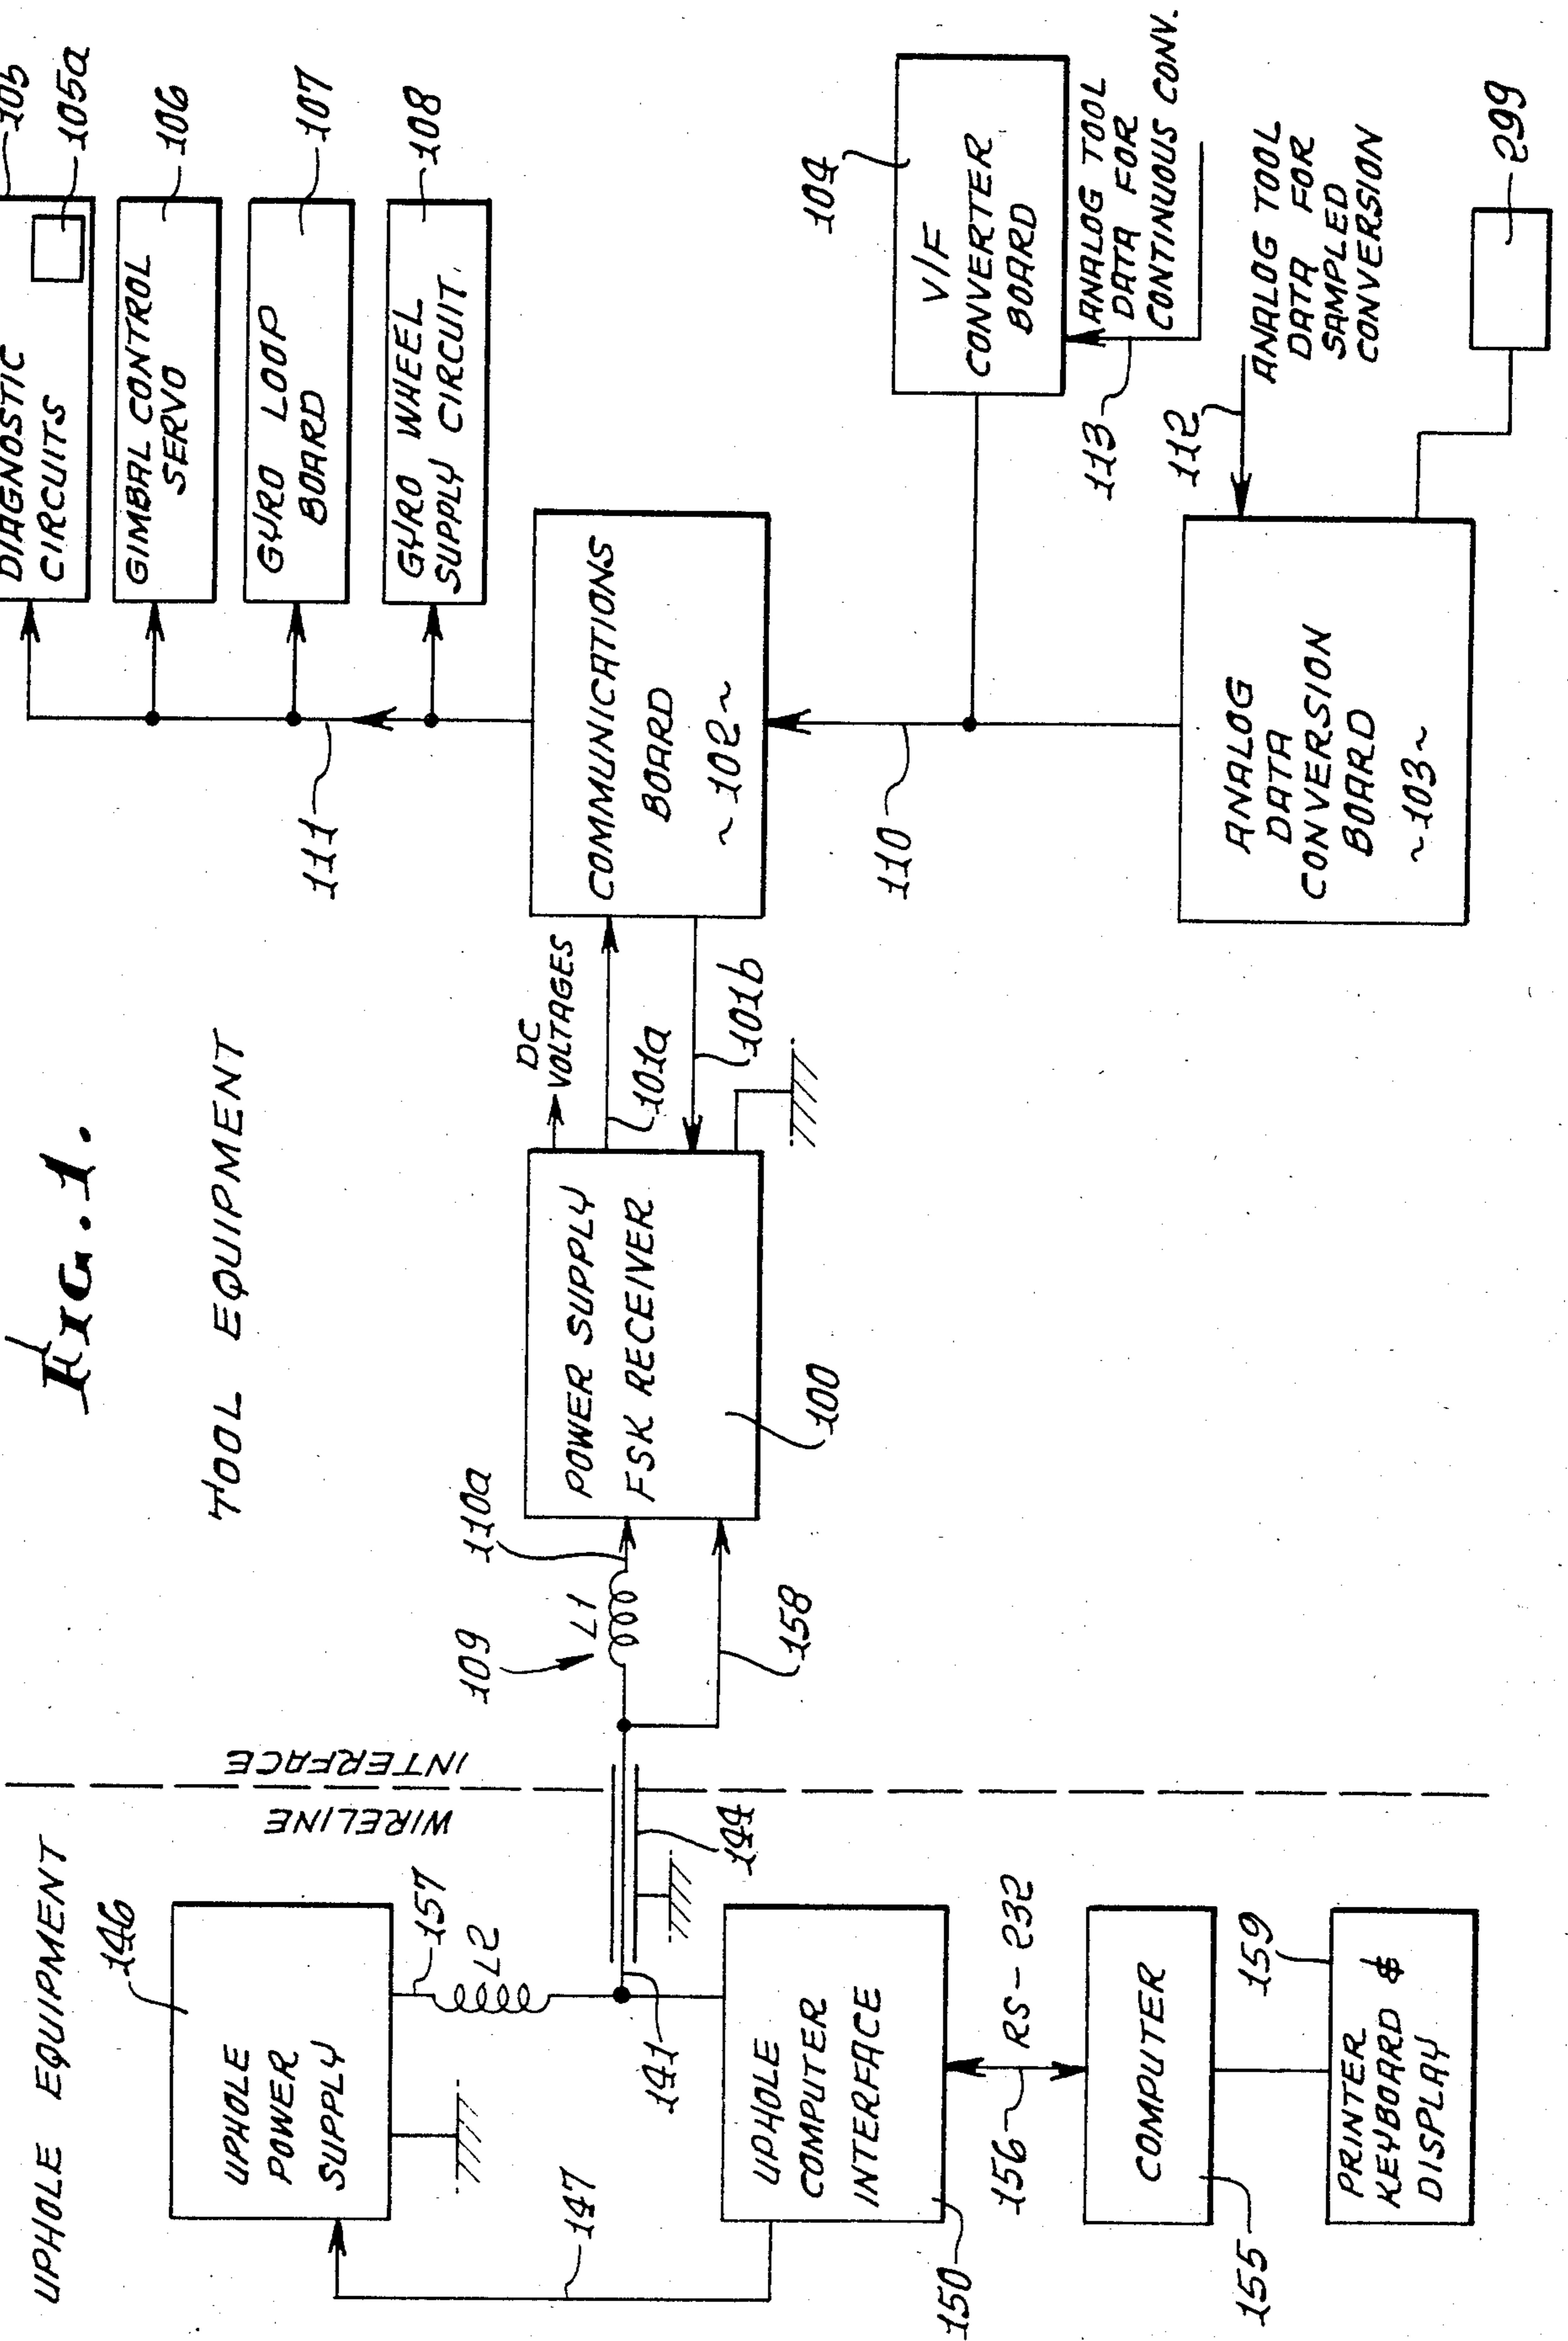 FIG. 1.
UPHOLE EQUIPMENT
TOOL EQUIPMENT
WIRELINE
INTERFACE
146
UPHOLE
POWER
SUPPLY
157
L2
147
141
144
UPHOLE
COMPUTER
INTERFACE
150
156
RS-232
COMPUTER
155
159
PRINTER
KEYBOARD &
DISPLAY
109
L1
110a
158
POWER SUPPLY
FSK RECEIVER
100
DC
VOLTAGES
101a
101b
COMMUNICATIONS
BOARD
~102~
111
110
DIAGNOSTIC
CIRCUITS
105
105a
GIMBAL CONTROL
SERVO
106
GYRO LOOP
BOARD
107
GYRO WHEEL
SUPPLY CIRCUIT.
108
104
V/F
CONVERTER
BOARD
113
ANALOG TOOL
DATA FOR
CONTINUOUS CONV.
112
ANALOG TOOL
DATA FOR
SAMPLED
CONVERSION
ANALOG
DATA
CONVERSION
BOARD
~103~
299